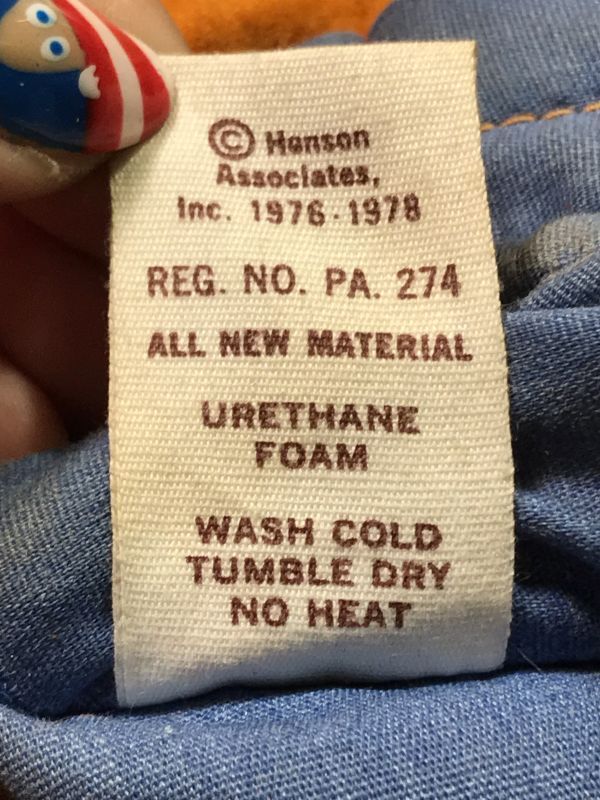 © Henson
Associates,
Inc. 1976-1978
REG. NO. PA. 274
ALL NEW MATERIAL
URETHANE
FOAM
WASH COLD
TUMBLE DRY
NO HEAT